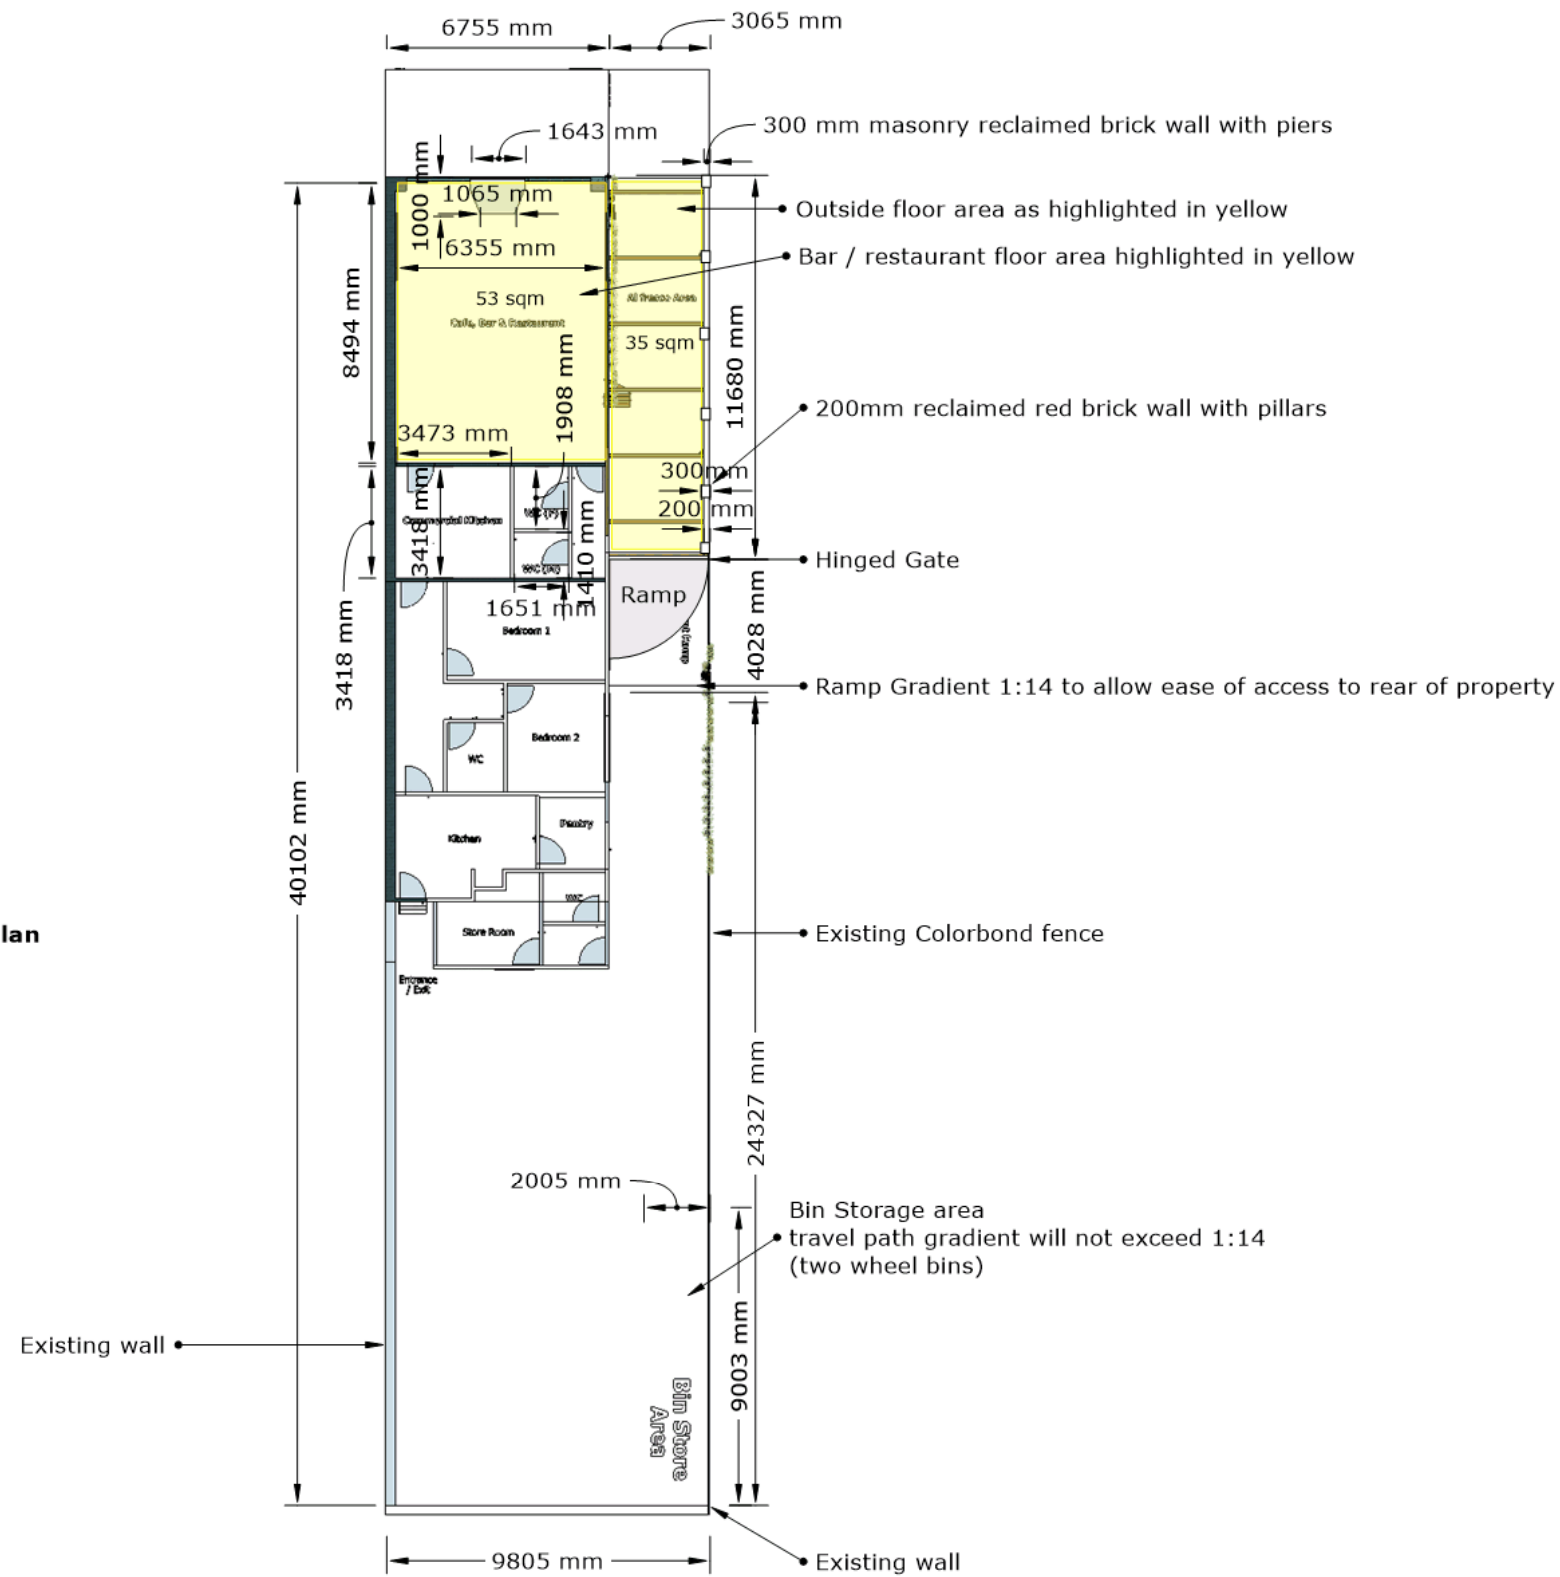 6755 mm
3065 mm
1643 mm
300 mm masonry reclaimed brick wall with piers
1000 mm
1065 mm
Outside floor area as highlighted in yellow
6355 mm
Bar / restaurant floor area highlighted in yellow
53 sqm
Al Fresco Area
Cafe, Bar & Restaurant
8494 mm
35 sqm
11680 mm
1908 mm
200mm reclaimed red brick wall with pillars
3473 mm
300mm
200 mm
3418 mm
Commercial Kitchen
WC (F)
1410 mm
WC (M)
Hinged Gate
Ramp
1651 mm
Bedroom 1
4028 mm
3418 mm
Ramp Gradient 1:14 to allow ease of access to rear of property
Bedroom 2
WC
Pantry
Kitchen
40102 mm
WC
Store Room
lan
Existing Colorbond fence
Entrance
/ Exit
24327 mm
2005 mm
Bin Storage area
travel path gradient will not exceed 1:14
(two wheel bins)
Existing wall
9003 mm
Bin Store
Area
9805 mm
Existing wall